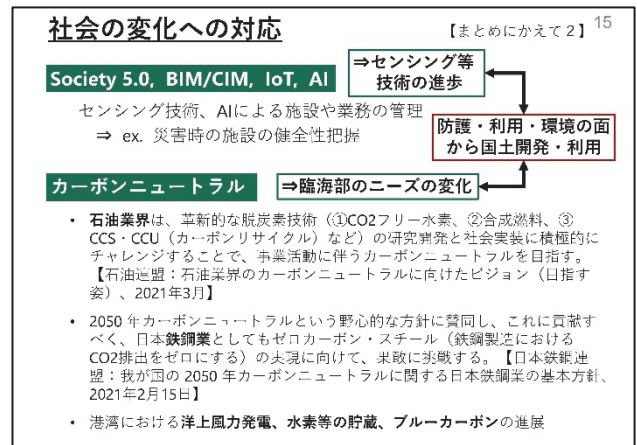 社会の変化への対応
【まとめにかえて２】
15
Society 5.0, BIM/CIM, IoT, AI
⇒センシング等
技術の進歩
センシング技術、AIによる施設や業務の管理
⇒ ex. 災害時の施設の健全性把握
防護・利用・環境の面
から国土開発・利用
カーボンニュートラル
⇒臨海部のニーズの変化
• 石油業界は、革新的な脱炭素技術（①CO2フリー水素、②合成燃料、③
CCS・CCU（カーボンリサイクル）など）の研究開発と社会実装に積極的に
チャレンジすることで、事業活動に伴うカーボンニュートラルを目指す。
【石油連盟：石油業界のカーボンニュートラルに向けたビジョン（目指す
姿）、2021年3月】
• 2050 年カーボンニュートラルという野心的な方針に賛同し、これに貢献す
べく、日本鉄鋼業としてもゼロカーボン・スチール（鉄鋼製造における
CO2排出をゼロにする）の実現に向けて、果敢に挑戦する。【日本鉄鋼連
盟：我が国の 2050 年カーボンニュートラルに関する日本鉄鋼業の基本方針、
2021年2月15日】
• 港湾における洋上風力発電、水素等の貯蔵、ブルーカーボンの進展